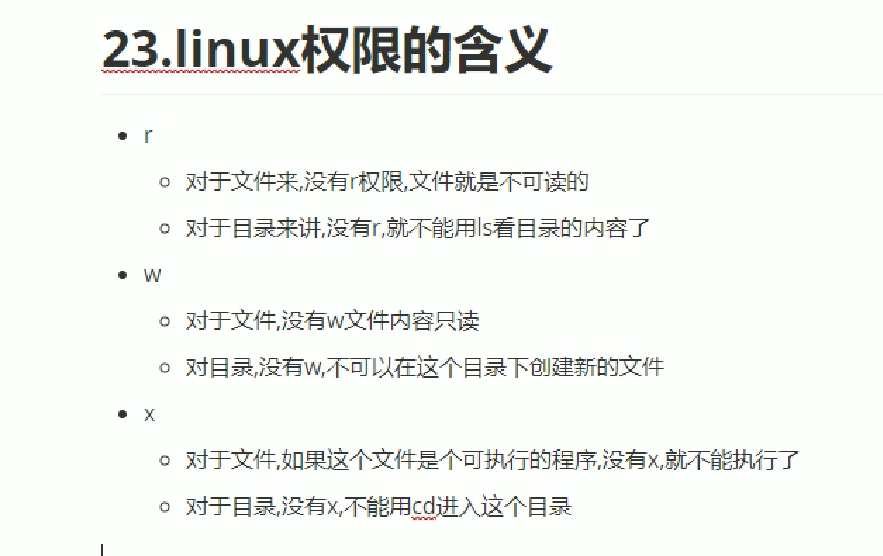 23.linux权限的含义
r
对于文件来,没有r权限,文件就是不可读的
对于目录来讲,没有r,就不能用ls看目录的内容了
w
对于文件,没有w文件内容只读
对目录,没有w,不可以在这个目录下创建新的文件
x
对于文件,如果这个文件是个可执行的程序,没有x,就不能执行了
对于目录,没有x,不能用cd进入这个目录